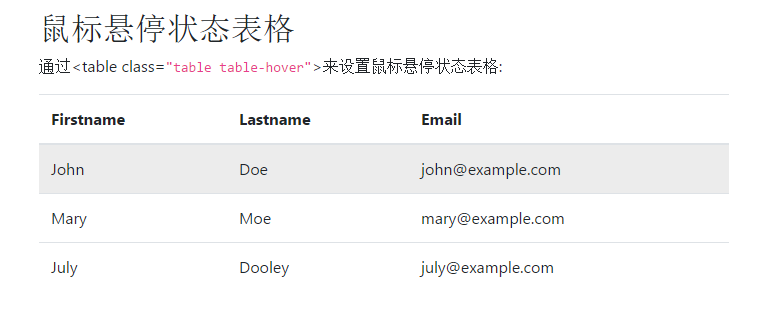 鼠标悬停状态表格
通过<table class="table table-hover">来设置鼠标悬停状态表格:
Firstname Lastname Email
John Doe john@example.com
Mary Moe mary@example.com
July Dooley july@example.com